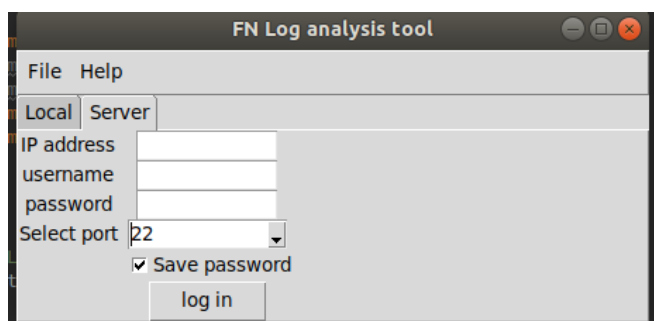 FN Log analysis tool
File Help
Local Server
IP address
username
password
Select port 22
Save password
log in